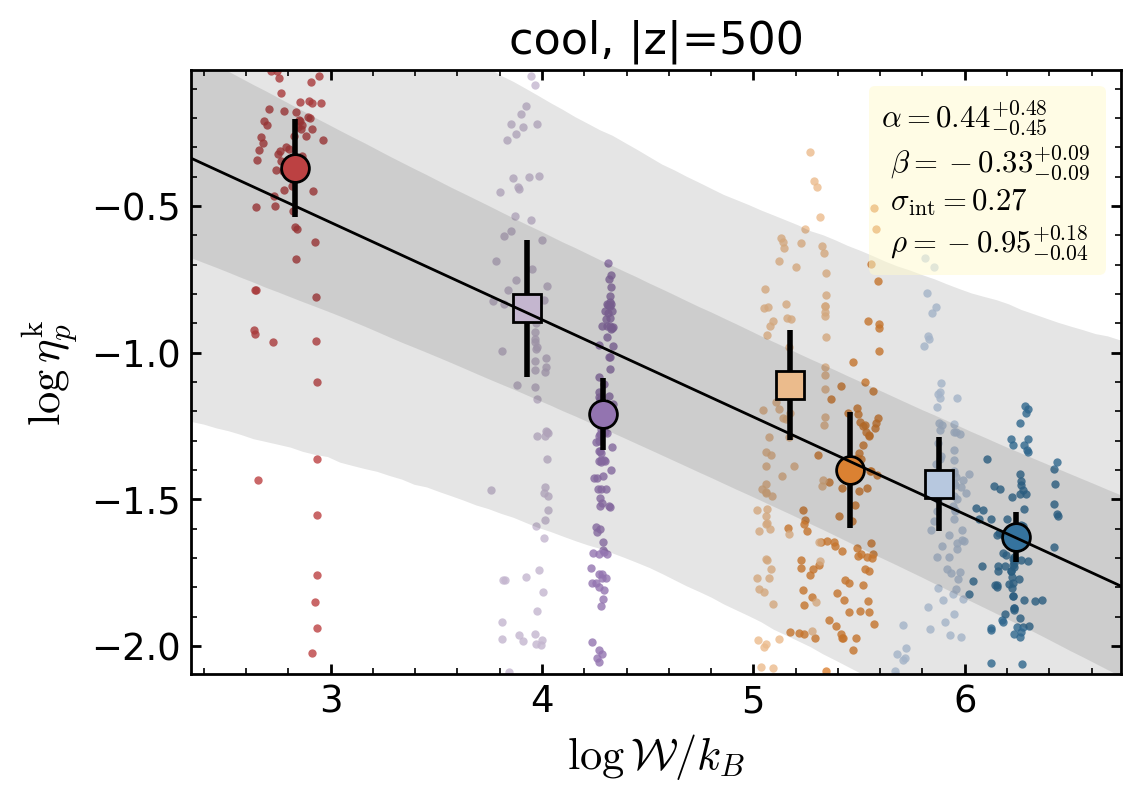 cool, |z|=500
α = 0.44 +0.48 −0.45
β = −0.33 +0.09 −0.09
σ_int = 0.27
ρ = −0.95 +0.18 −0.04
log η_p^k
−0.5
−1.0
−1.5
−2.0
3 4 5 6
log 𝒲/k_B